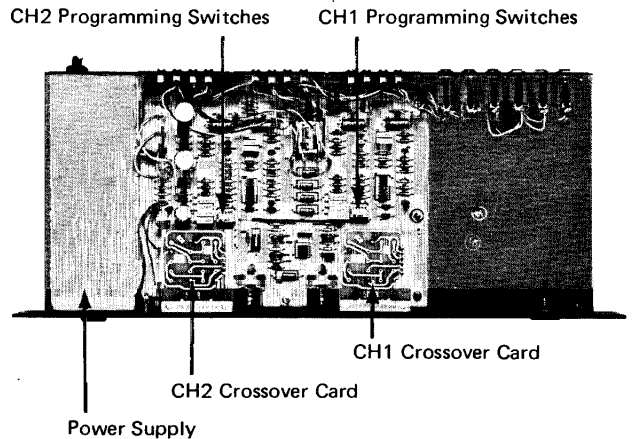 CH2 Programming Switches
CH1 Programming Switches
CH1 Crossover Card
CH2 Crossover Card
Power Supply